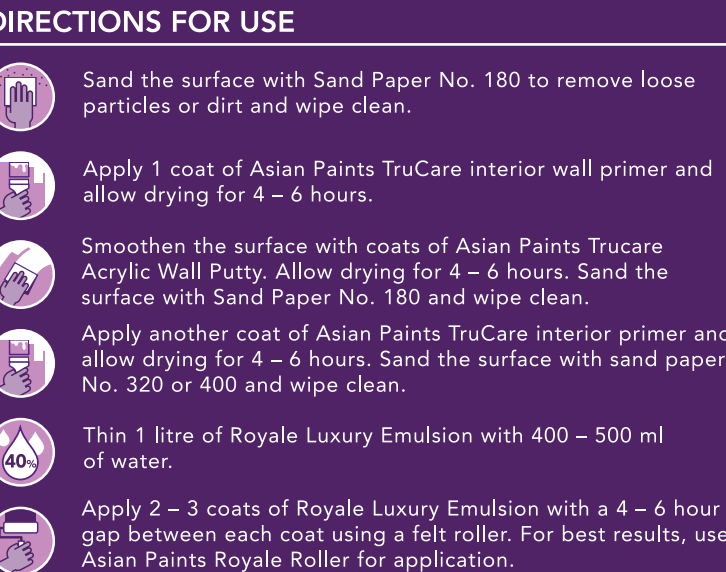 DIRECTIONS FOR USE
Sand the surface with Sand Paper No. 180 to remove loose
particles or dirt and wipe clean.
Apply 1 coat of Asian Paints TruCare interior wall primer and
allow drying for 4 – 6 hours.
Smoothen the surface with coats of Asian Paints Trucare
Acrylic Wall Putty. Allow drying for 4 – 6 hours. Sand the
surface with Sand Paper No. 180 and wipe clean.
Apply another coat of Asian Paints TruCare interior primer and
allow drying for 4 – 6 hours. Sand the surface with sand paper
No. 320 or 400 and wipe clean.
40%
Thin 1 litre of Royale Luxury Emulsion with 400 – 500 ml
of water.
Apply 2 – 3 coats of Royale Luxury Emulsion with a 4 – 6 hour
gap between each coat using a felt roller. For best results, use
Asian Paints Royale Roller for application.